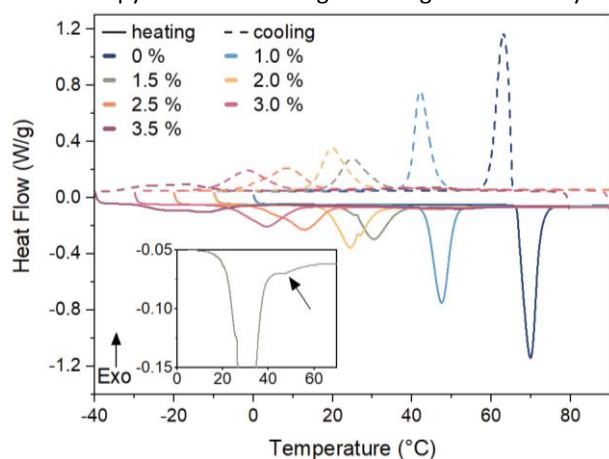 heating cooling
0 % 1.0 %
1.5 % 2.0 %
2.5 % 3.0 %
3.5 %
1.2
0.8
0.4
0.0
-0.4
-0.8
-1.2
Heat Flow (W/g)
-0.05
-0.10
-0.15
0 20 40 60
Exo
-40 -20 0 20 40 60 80
Temperature (°C)